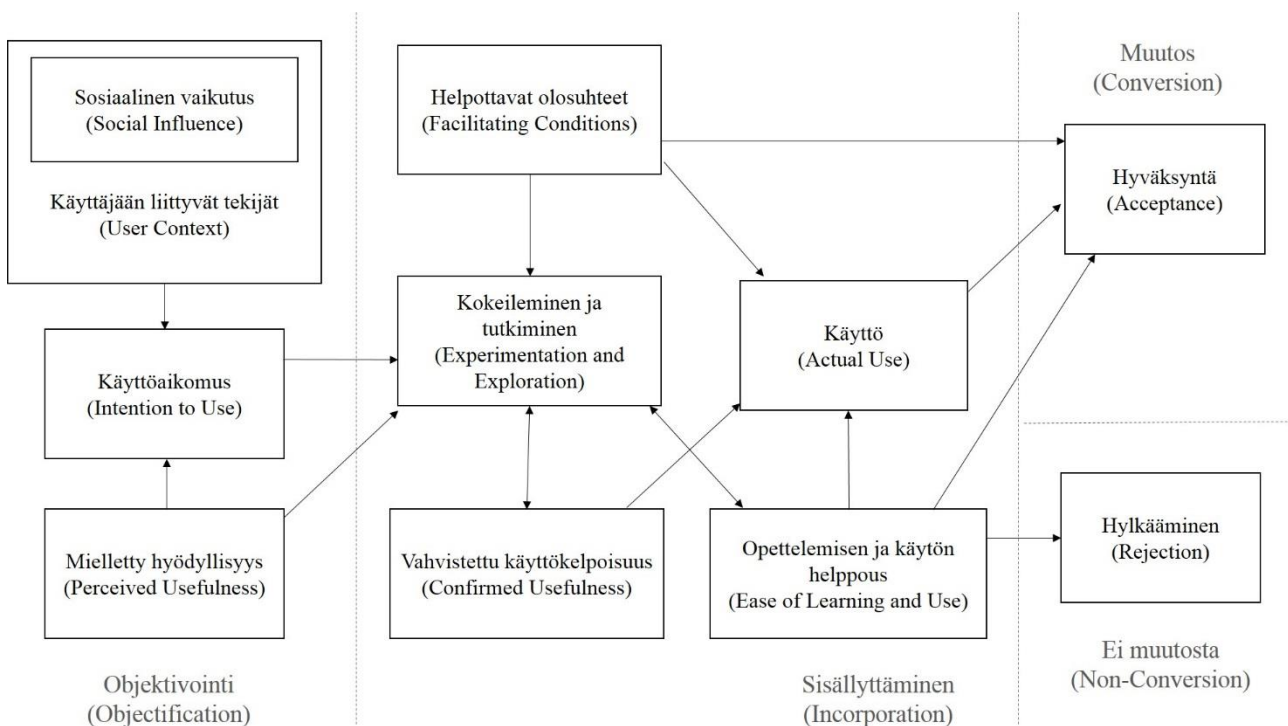 Sosiaalinen vaikutus
(Social Influence)
Käyttäjään liittyvät tekijät
(User Context)
Käyttöaikomus
(Intention to Use)
Mielletty hyödyllisyys
(Perceived Usefulness)
Objektivointi
(Objectification)
Helpottavat olosuhteet
(Facilitating Conditions)
Kokeileminen ja
tutkiminen
(Experimentation and
Exploration)
Käyttö
(Actual Use)
Vahvistettu käyttökelpoisuus
(Confirmed Usefulness)
Opettelemisen ja käytön
helppous
(Ease of Learning and Use)
Sisällyttäminen
(Incorporation)
Muutos
(Conversion)
Hyväksyntä
(Acceptance)
Hylkääminen
(Rejection)
Ei muutosta
(Non-Conversion)